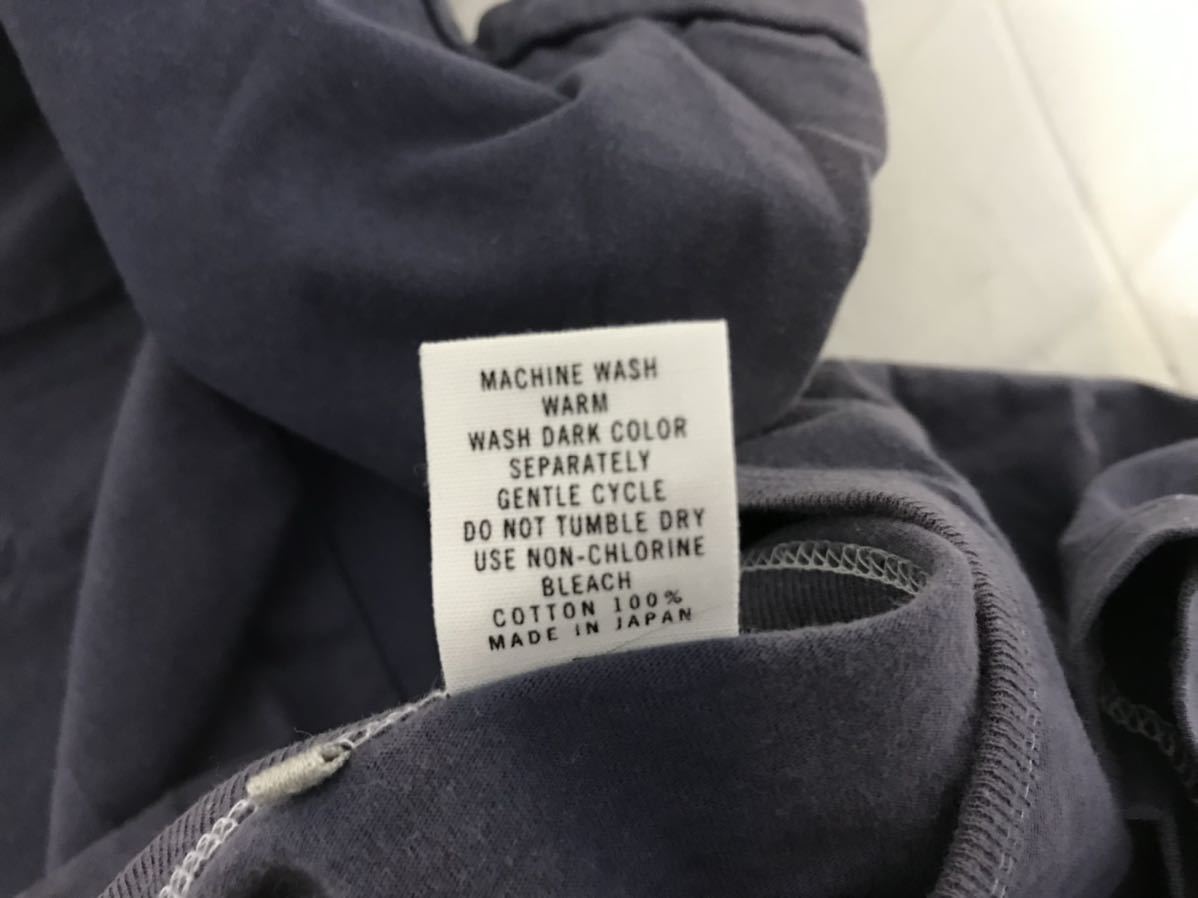 MACHINE WASH
WARM
WASH DARK COLOR
SEPARATELY
GENTLE CYCLE
DO NOT TUMBLE DRY
USE NON-CHLORINE
BLEACH
COTTON 100%
MADE IN JAPAN